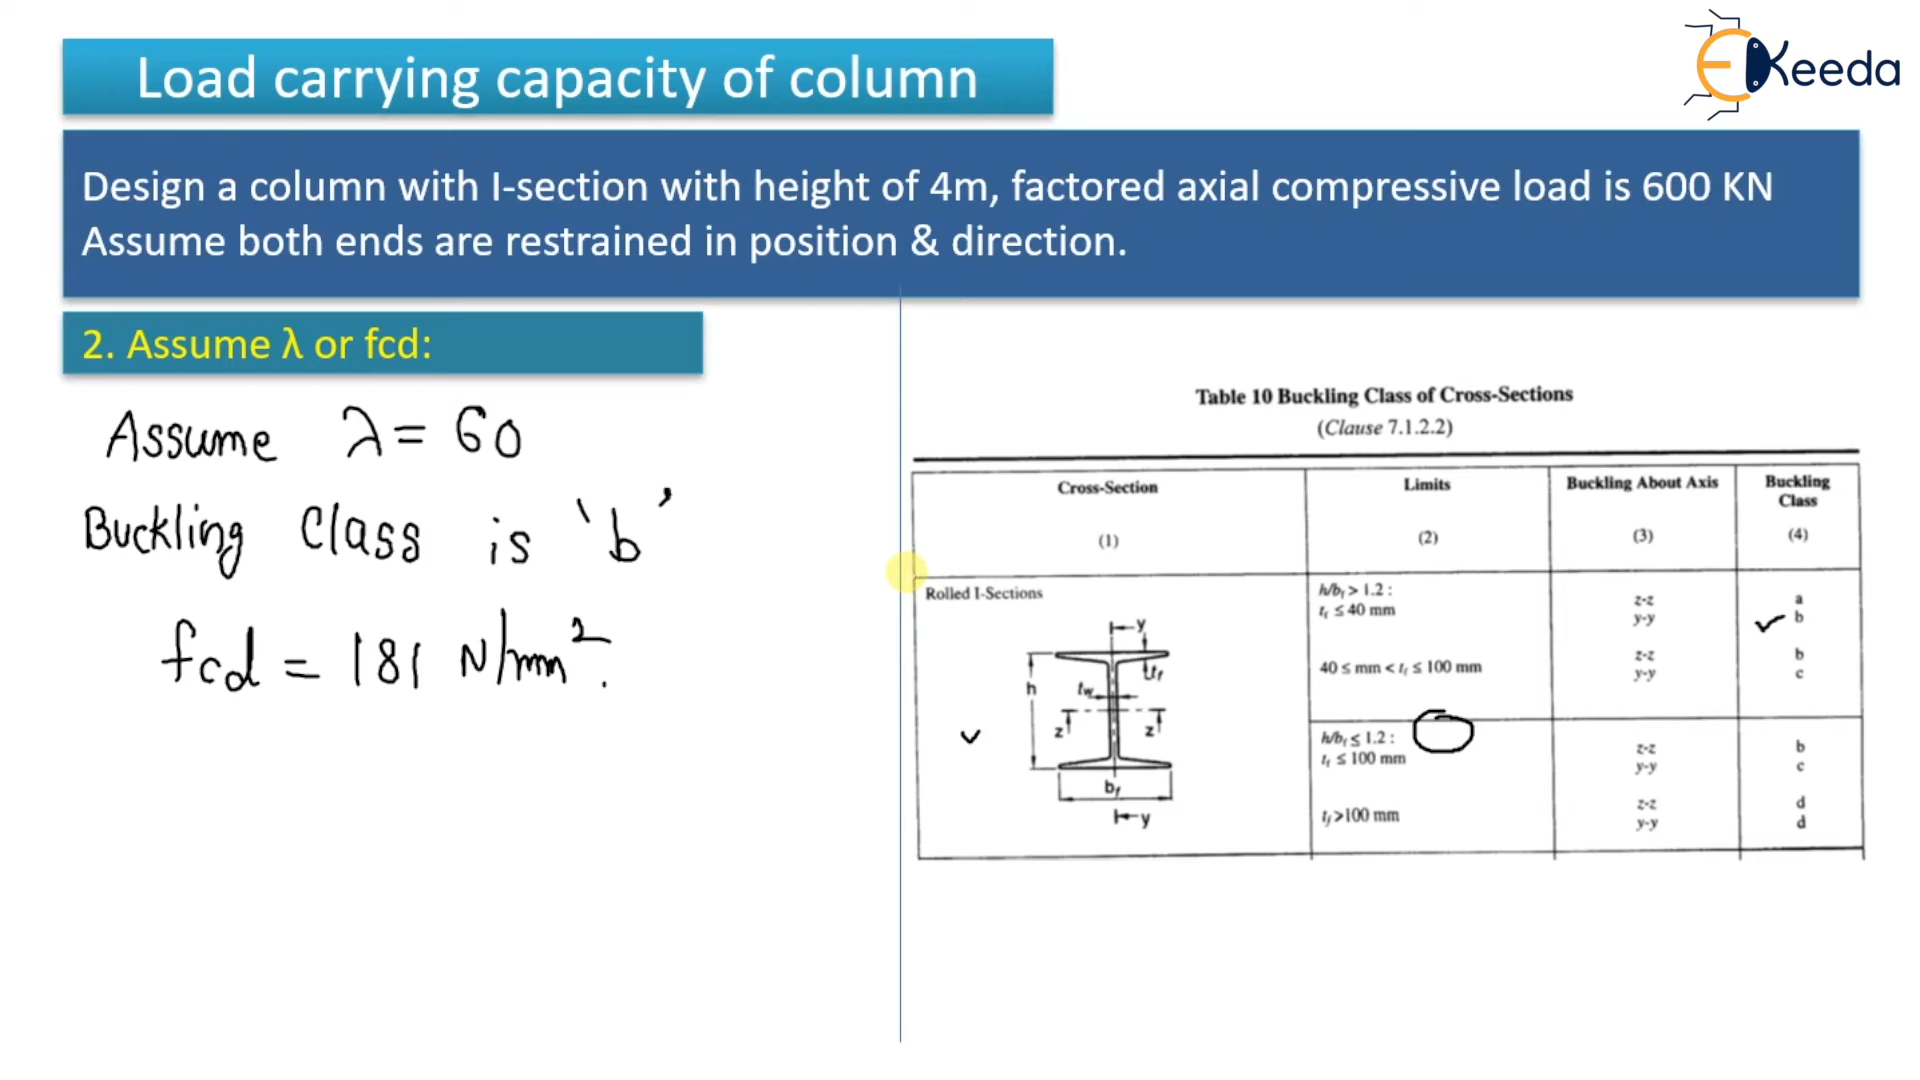 Load carrying capacity of column
EKeeda
Design a column with I-section with height of 4m, factored axial compressive load is 600 KN
Assume both ends are restrained in position & direction.
2. Assume λ or fcd:
Assume λ = 60
Buckling Class is 'b'
fcd = 181 N/mm².
Table 10 Buckling Class of Cross-Sections
(Clause 7.1.2.2)
Cross-Section Limits Buckling About Axis Buckling Class
(1) (2) (3) (4)
Rolled I-Sections
h/bf > 1.2 :
tf ≤ 40 mm z-z a
y-y b
40 ≤ mm < tf ≤ 100 mm z-z b
y-y c
h/bf ≤ 1.2 :
tf ≤ 100 mm z-z b
y-y c
tf >100 mm z-z d
y-y d
y
tf
h
tw
z z
bf
y